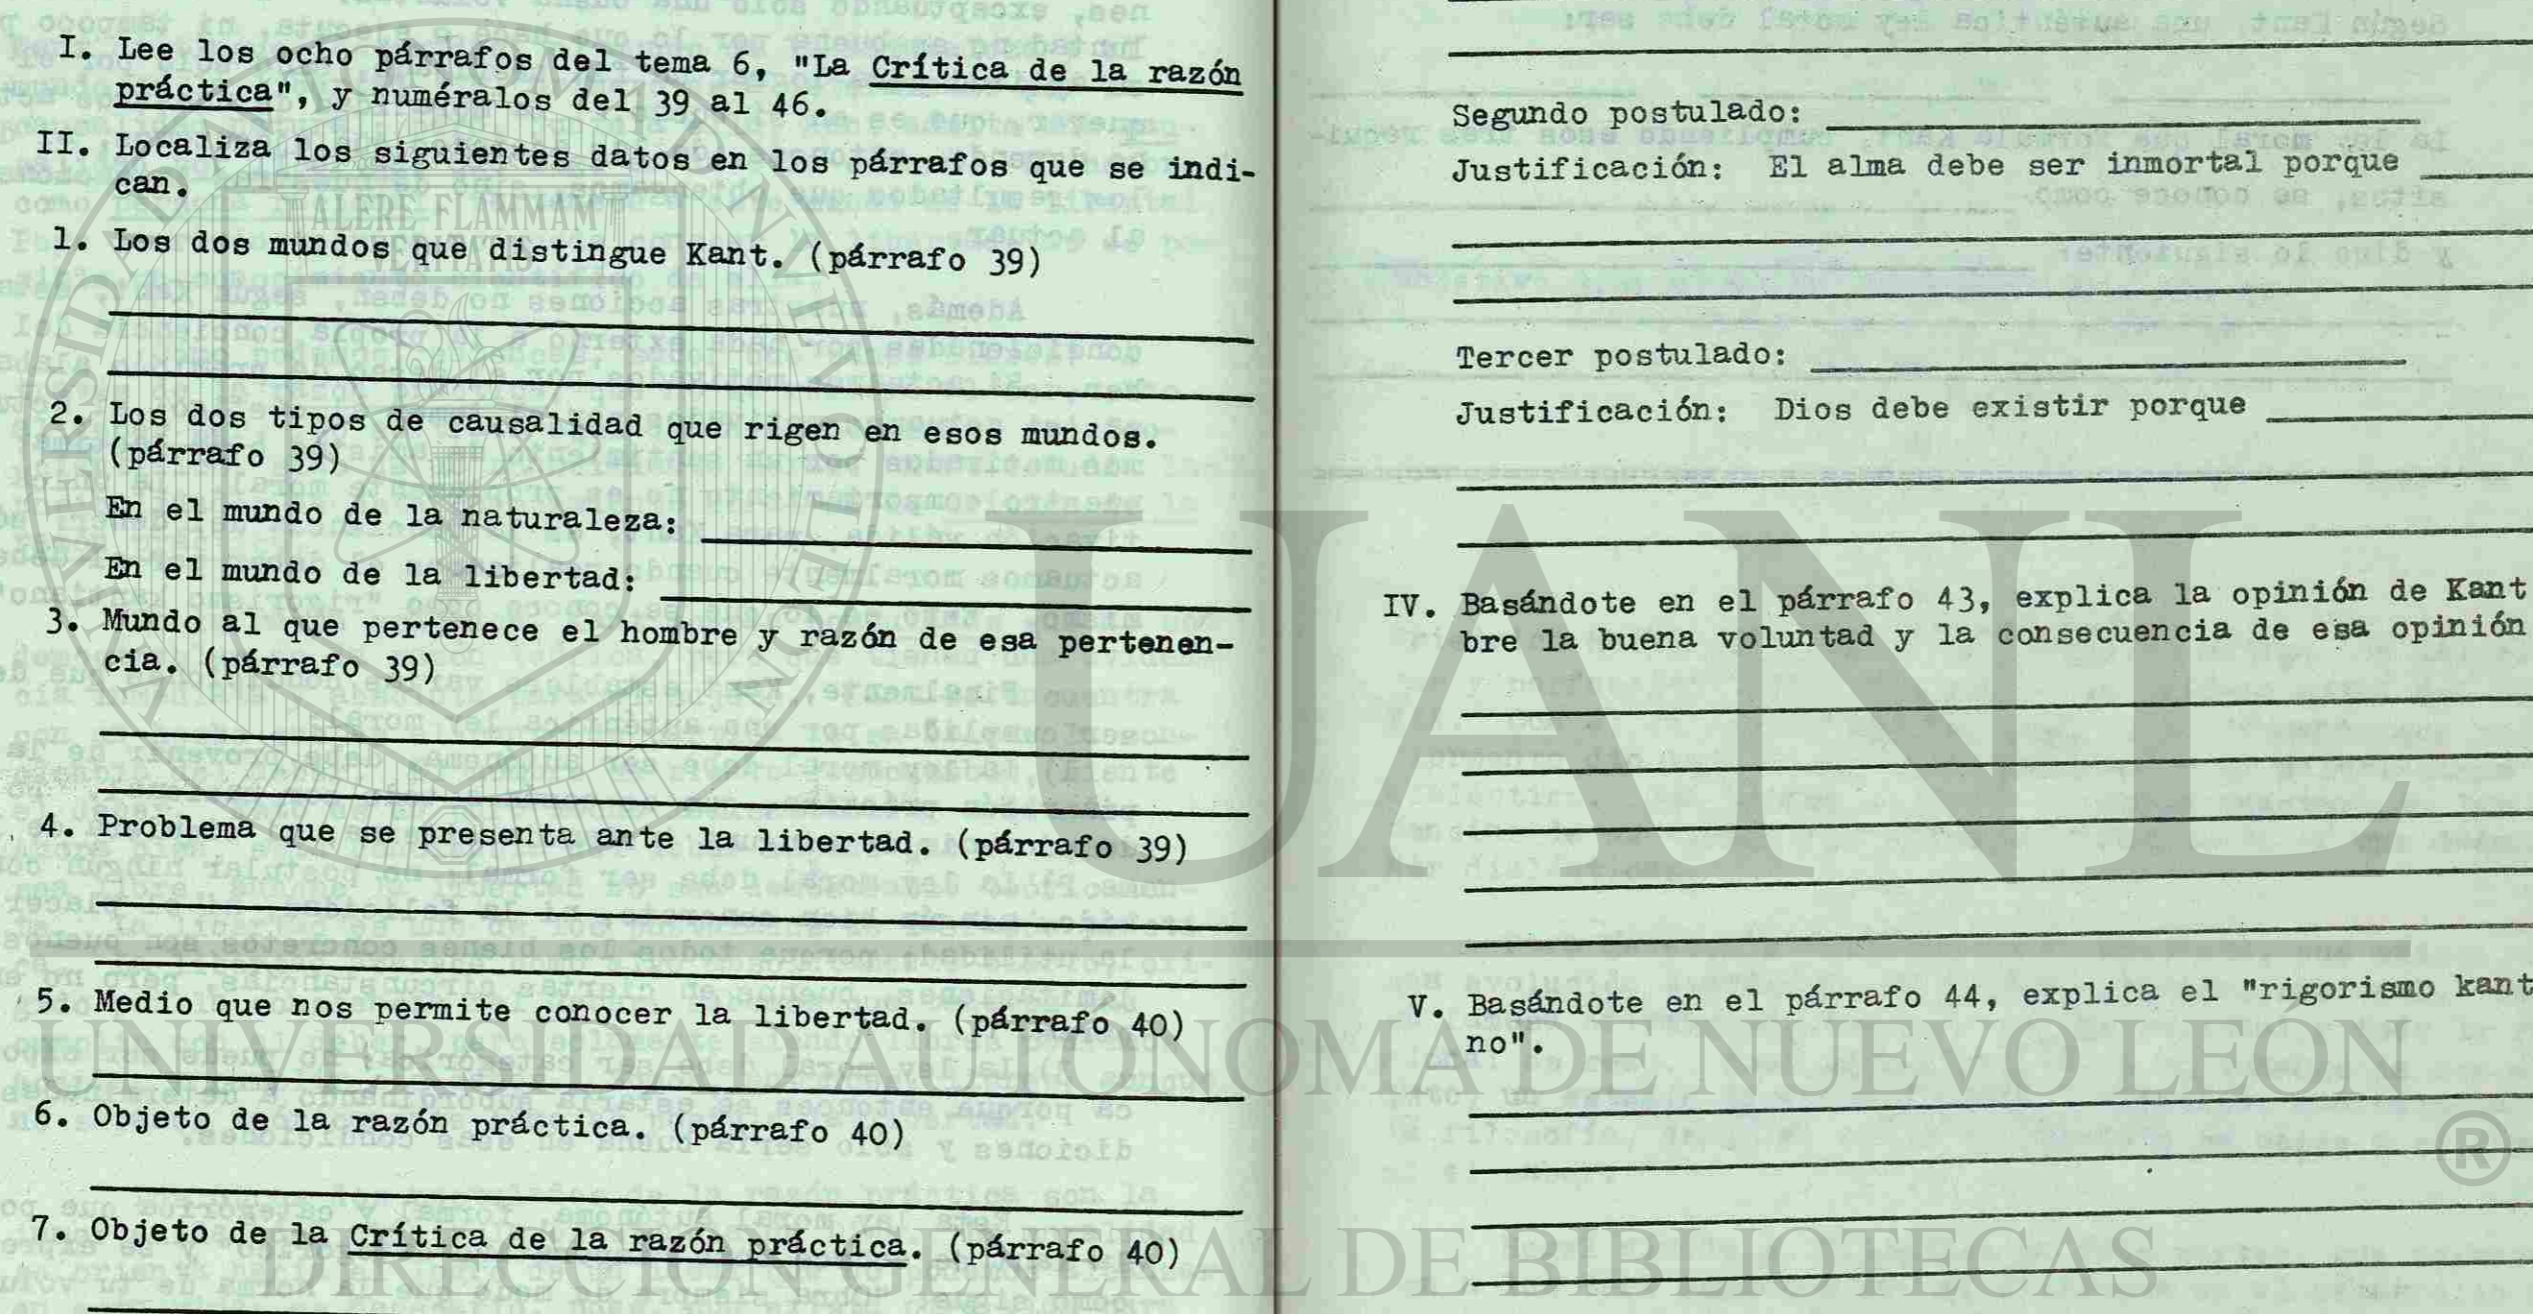 I. Lee los ocho párrafos del tema 6, "La Crítica de la razón
práctica", y numéralos del 39 al 46.
II. Localiza los siguientes datos en los párrafos que se indi-
can.
1. Los dos mundos que distingue Kant. (párrafo 39)
2. Los dos tipos de causalidad que rigen en esos mundos.
(párrafo 39)
En el mundo de la naturaleza:
En el mundo de la libertad:
3. Mundo al que pertenece el hombre y razón de esa pertenen-
cia. (párrafo 39)
4. Problema que se presenta ante la libertad. (párrafo 39)
5. Medio que nos permite conocer la libertad. (párrafo 40)
6. Objeto de la razón práctica. (párrafo 40)
7. Objeto de la Crítica de la razón práctica. (párrafo 40)
Segundo postulado:
Justificación: El alma debe ser inmortal porque
Tercer postulado:
Justificación: Dios debe existir porque
IV. Basándote en el párrafo 43, explica la opinión de Kant
bre la buena voluntad y la consecuencia de esa opinión
V. Basándote en el párrafo 44, explica el "rigorismo kant
no".
ALERE FLAMMAM
VERITATIS
UANL
UNIVERSIDAD AUTÓNOMA DE NUEVO LEÓN
®
DIRECCIÓN GENERAL DE BIBLIOTECAS